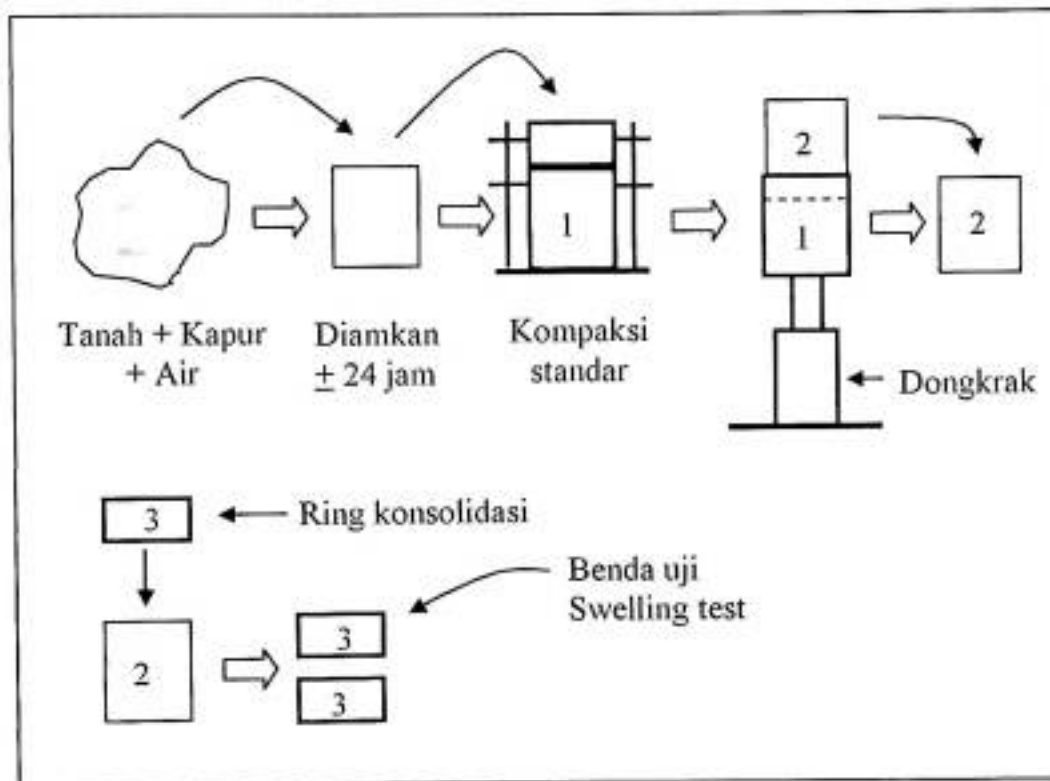 2
1
1
2
Tanah + Kapur
+ Air
Diamkan
± 24 jam
Kompaksi
standar
Dongkrak
3
Ring konsolidasi
Benda uji
Swelling test
2
3
3